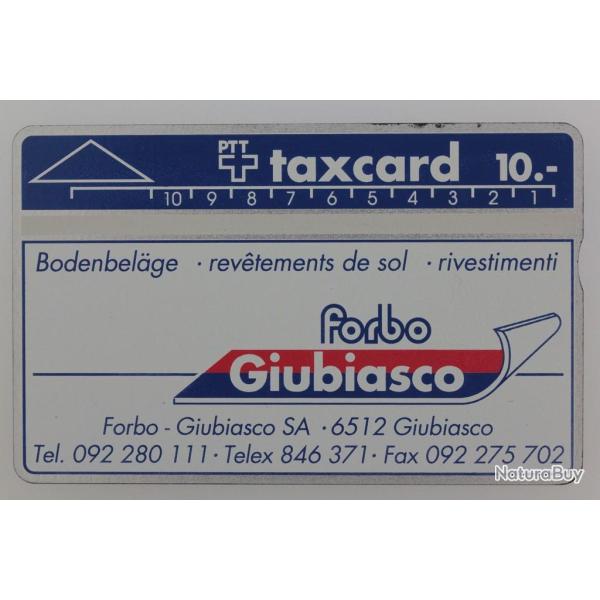 PTT taxcard 10.-
10 9 8 7 6 5 4 3 2 1
Bodenbeläge · revêtements de sol · rivestimenti
forbo
Giubiasco
Forbo - Giubiasco SA · 6512 Giubiasco
Tel. 092 280 111 · Telex 846 371 · Fax 092 275 702
NaturaBuy